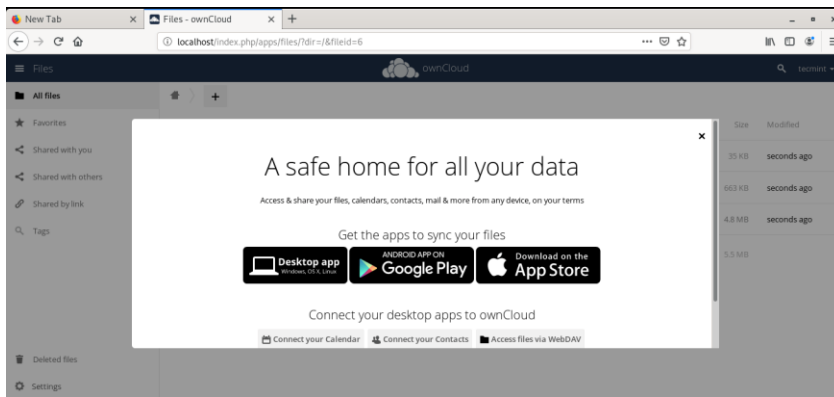 New Tab
Files - ownCloud
localhost/index.php/apps/files/?dir=/&fileid=6
Files
ownCloud
tecmint
All files
Favorites
Shared with you
Shared with others
Shared by link
Tags
Deleted files
Settings
Size Modified
35 KB seconds ago
663 KB seconds ago
4.8 MB seconds ago
5.5 MB
A safe home for all your data
Access & share your files, calendars, contacts, mail & more from any device, on your terms
Get the apps to sync your files
Desktop app
Windows, OS X, Linux
ANDROID APP ON
Google Play
Download on the
App Store
Connect your desktop apps to ownCloud
Connect your Calendar
Connect your Contacts
Access files via WebDAV